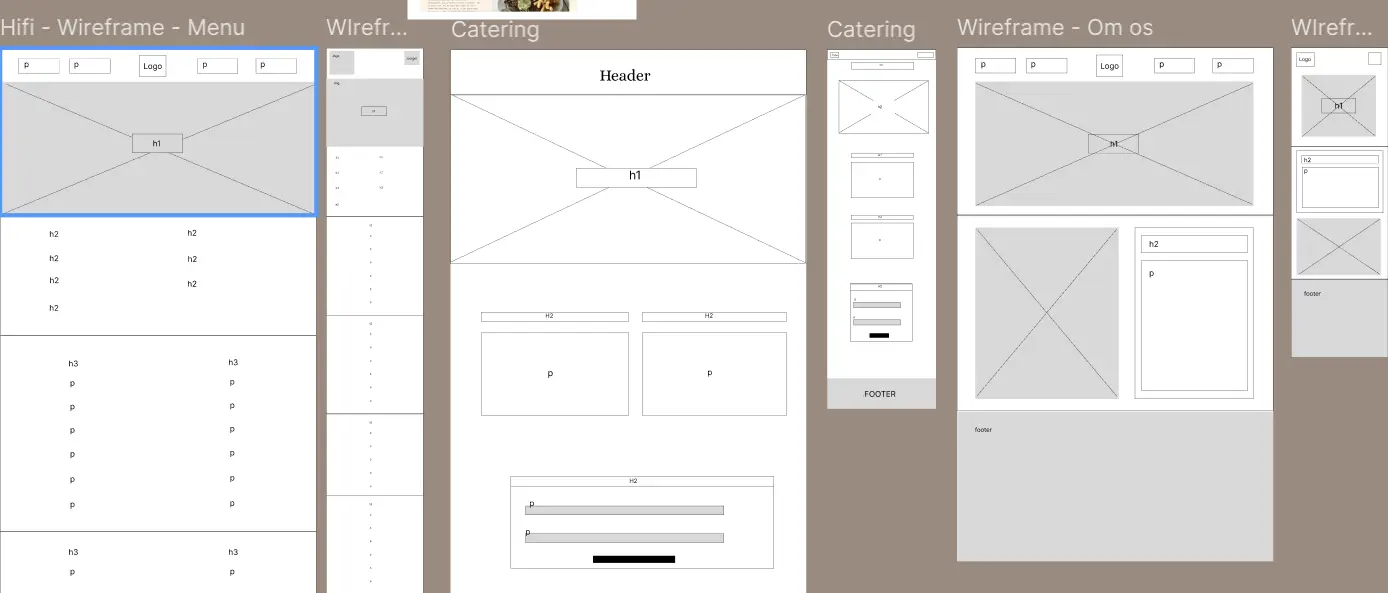 Hifi - Wireframe - Menu
p
p
Logo
p
p
h1
h2
h2
h2
h2
h2
h2
h2
h3
h3
p
p
p
p
p
p
p
p
p
p
p
p
h3
h3
p
p
WIrefr...
Catering
Header
h1
H2
H2
p
p
H2
p
p
Catering
FOOTER
Wireframe - Om os
p
p
Logo
p
p
h1
h2
p
footer
WIrefr...
Logo
h1
h2
p
footer